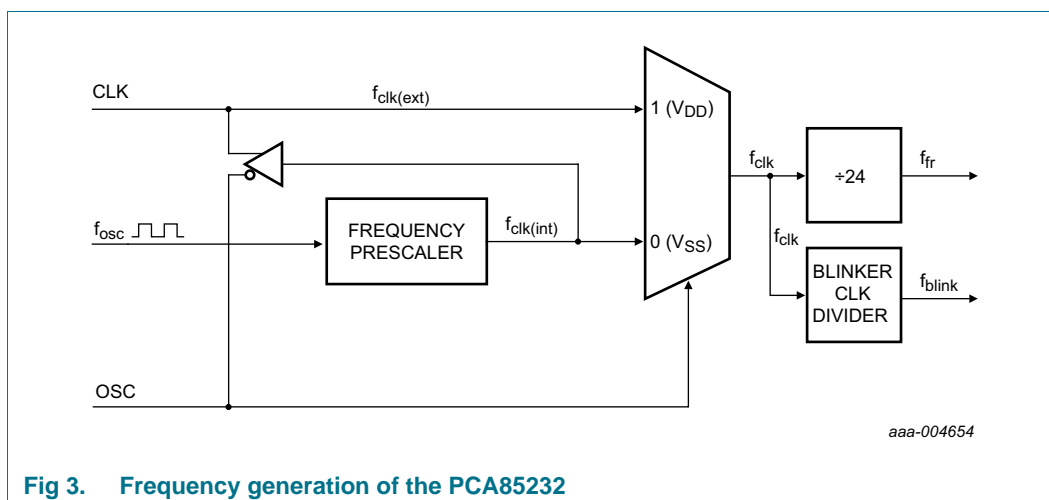 CLK
fclk(ext)
1 (VDD)
fclk
÷24
ffr
fosc
FREQUENCY
PRESCALER
fclk(int)
0 (VSS)
fclk
BLINKER
CLK
DIVIDER
fblink
OSC
aaa-004654
Fig 3. Frequency generation of the PCA85232